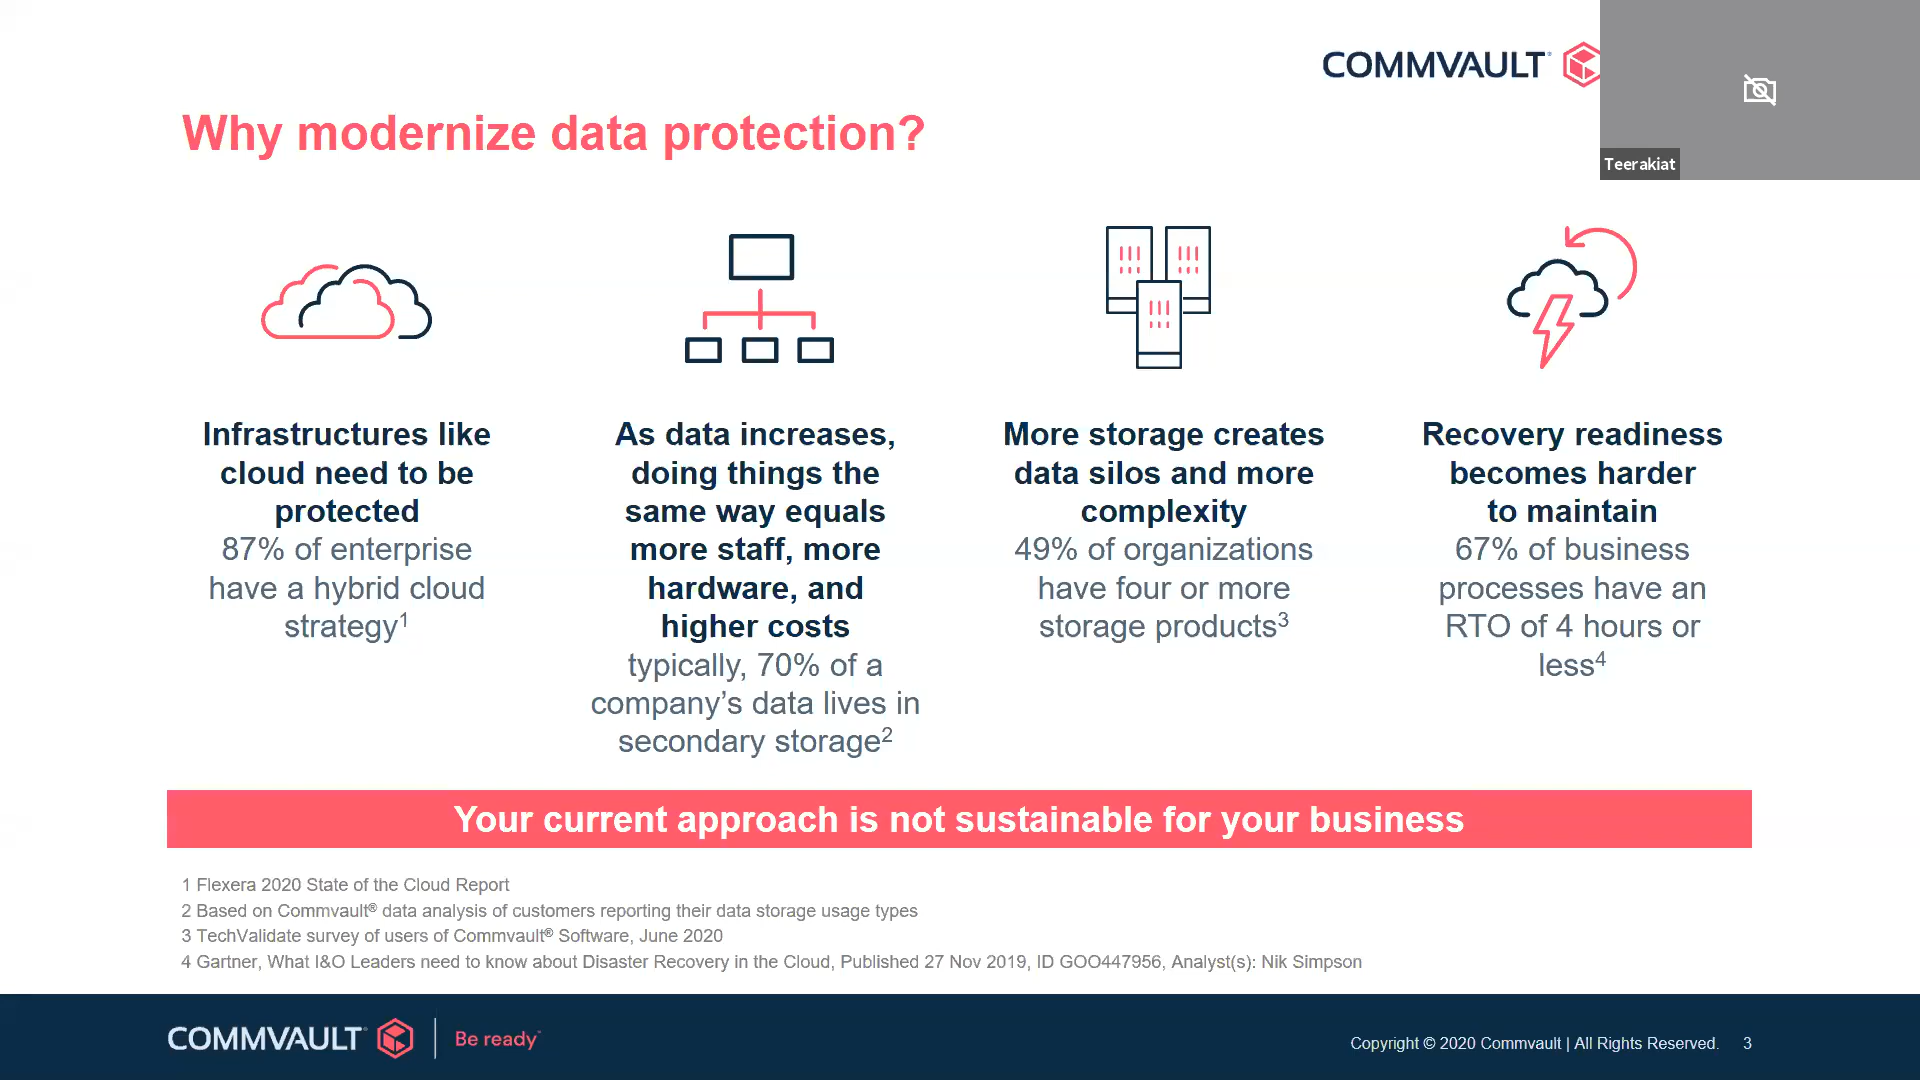 COMMVAULT
Teerakiat
Why modernize data protection?
Infrastructures like
cloud need to be
protected
87% of enterprise
have a hybrid cloud
strategy1
As data increases,
doing things the
same way equals
more staff, more
hardware, and
higher costs
typically, 70% of a
company’s data lives in
secondary storage2
More storage creates
data silos and more
complexity
49% of organizations
have four or more
storage products3
Recovery readiness
becomes harder
to maintain
67% of business
processes have an
RTO of 4 hours or
less4
Your current approach is not sustainable for your business
1 Flexera 2020 State of the Cloud Report
2 Based on Commvault® data analysis of customers reporting their data storage usage types
3 TechValidate survey of users of Commvault® Software, June 2020
4 Gartner, What I&O Leaders need to know about Disaster Recovery in the Cloud, Published 27 Nov 2019, ID GOO447956, Analyst(s): Nik Simpson
COMMVAULT
Be ready™
Copyright © 2020 Commvault | All Rights Reserved. 3